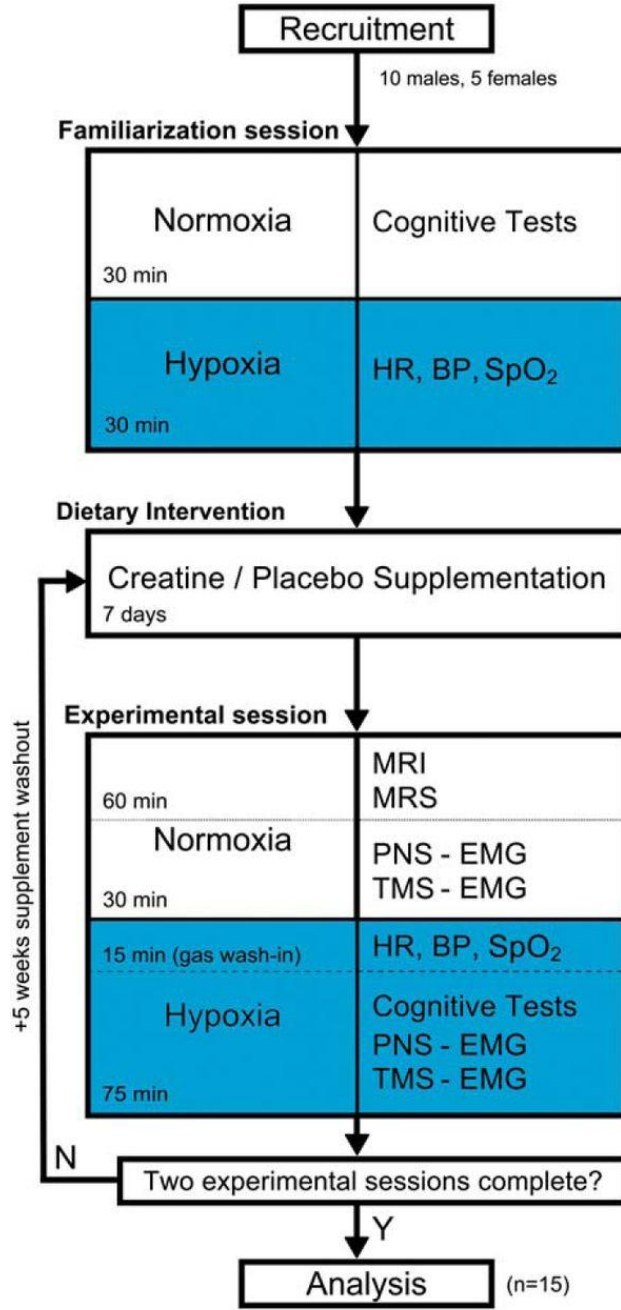 Recruitment
10 males, 5 females
Familiarization session
Normoxia
Cognitive Tests
30 min
Hypoxia
HR, BP, SpO₂
30 min
Dietary Intervention
Creatine / Placebo Supplementation
7 days
+5 weeks supplement washout
Experimental session
MRI
MRS
60 min
Normoxia
PNS - EMG
TMS - EMG
30 min
15 min (gas wash-in)
HR, BP, SpO₂
Hypoxia
Cognitive Tests
PNS - EMG
TMS - EMG
75 min
N
Two experimental sessions complete?
Y
Analysis
(n=15)